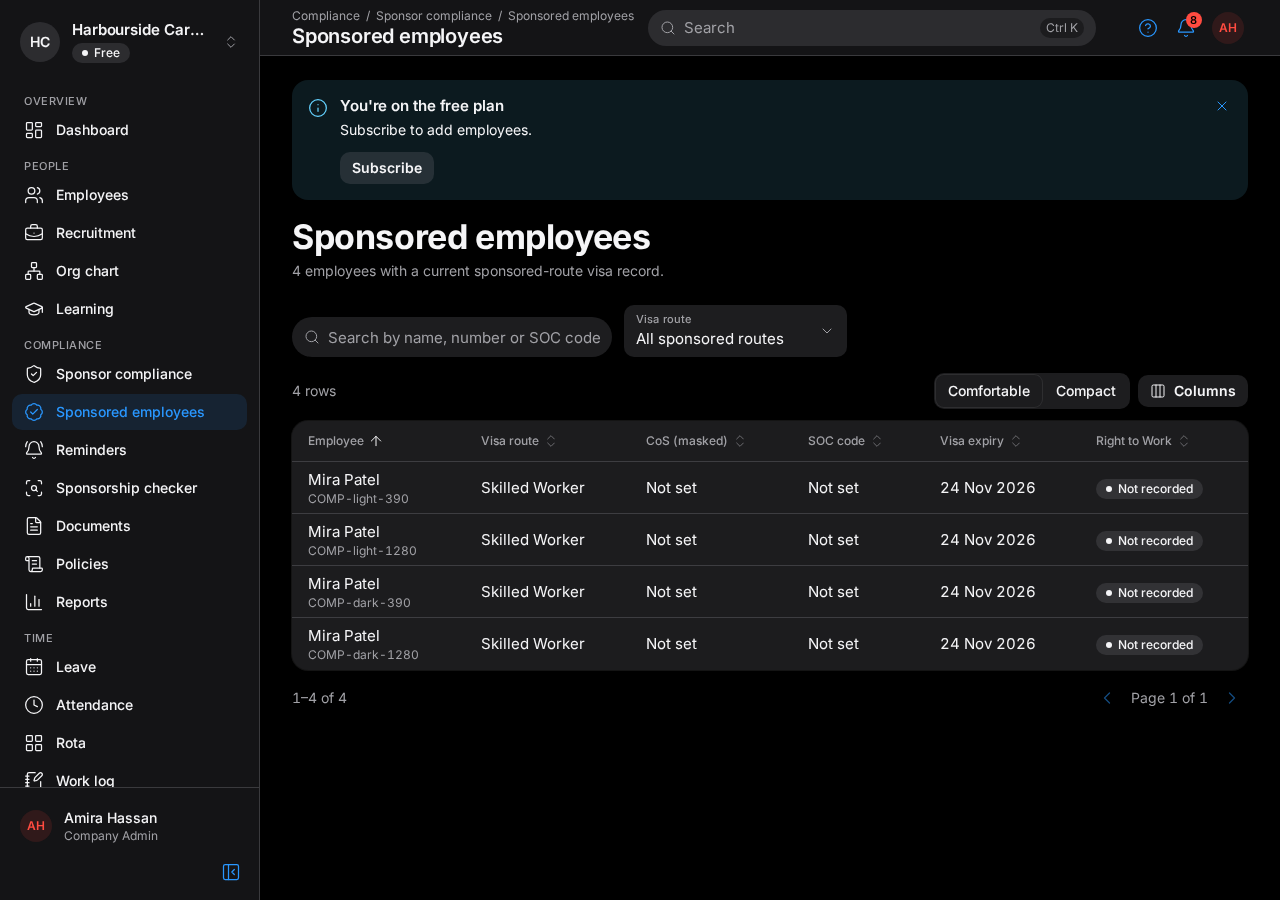 HC
Harbourside Car...
Free
OVERVIEW
Dashboard
PEOPLE
Employees
Recruitment
Org chart
Learning
COMPLIANCE
Sponsor compliance
Sponsored employees
Reminders
Sponsorship checker
Documents
Policies
Reports
TIME
Leave
Attendance
Rota
Work log
AH
Amira Hassan
Company Admin
Compliance / Sponsor compliance / Sponsored employees
Sponsored employees
Search
Ctrl K
8
AH
You're on the free plan
Subscribe to add employees.
Subscribe
Sponsored employees
4 employees with a current sponsored-route visa record.
Search by name, number or SOC code
Visa route
All sponsored routes
4 rows
Comfortable
Compact
Columns
Employee Visa route CoS (masked) SOC code Visa expiry Right to Work
Mira Patel
COMP-light-390
Skilled Worker Not set Not set 24 Nov 2026 Not recorded
Mira Patel
COMP-light-1280
Skilled Worker Not set Not set 24 Nov 2026 Not recorded
Mira Patel
COMP-dark-390
Skilled Worker Not set Not set 24 Nov 2026 Not recorded
Mira Patel
COMP-dark-1280
Skilled Worker Not set Not set 24 Nov 2026 Not recorded
1–4 of 4
Page 1 of 1